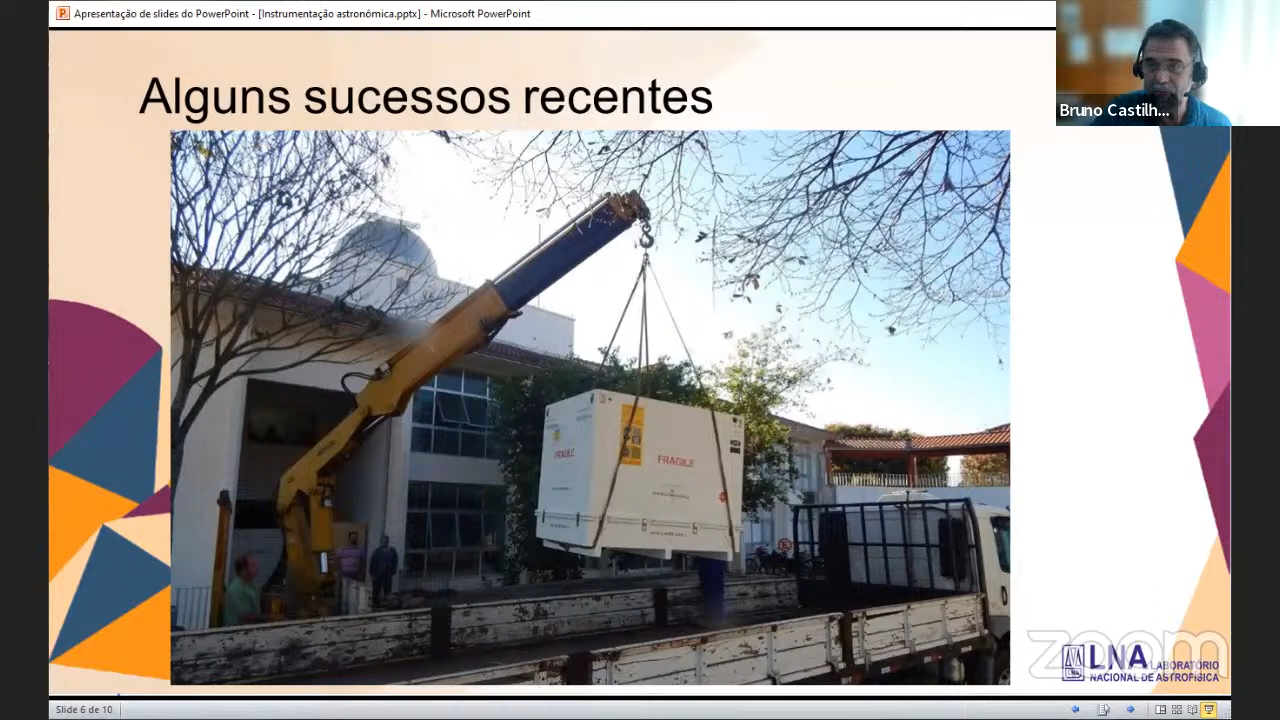 Apresentação de slides do PowerPoint - [Instrumentação astronômica.pptx] - Microsoft PowerPoint
Bruno Castilh...
Alguns sucessos recentes
FRAGILE
FRAGILE
zoom
LNA LABORATÓRIO
NACIONAL DE ASTROFÍSICA
Slide 6 de 10